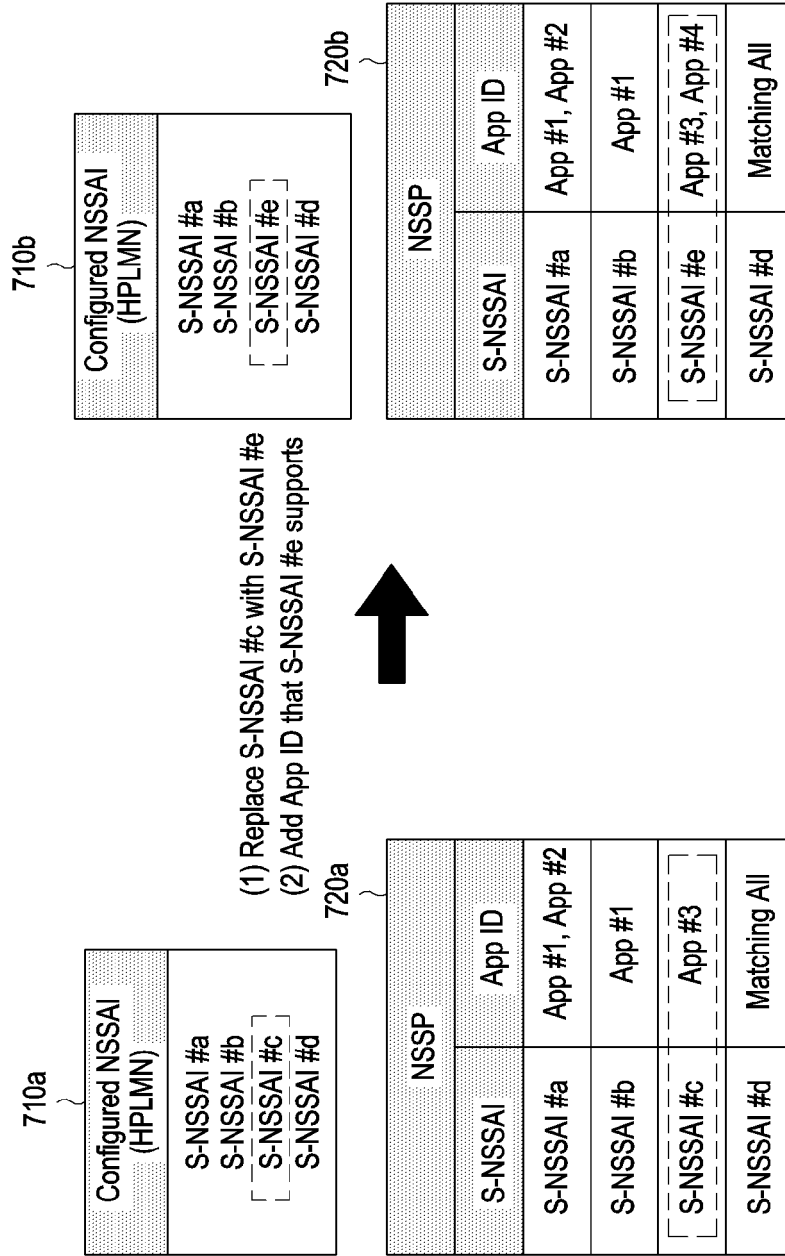 710a
Configured NSSAI
(HPLMN)
S-NSSAI #a
S-NSSAI #b
S-NSSAI #c
S-NSSAI #d
720a
NSSP
S-NSSAI App ID
S-NSSAI #a App #1, App #2
S-NSSAI #b App #1
S-NSSAI #c App #3
S-NSSAI #d Matching All
(1) Replace S-NSSAI #c with S-NSSAI #e
(2) Add App ID that S-NSSAI #e supports
710b
Configured NSSAI
(HPLMN)
S-NSSAI #a
S-NSSAI #b
S-NSSAI #e
S-NSSAI #d
720b
NSSP
S-NSSAI App ID
S-NSSAI #a App #1, App #2
S-NSSAI #b App #1
S-NSSAI #e App #3, App #4
S-NSSAI #d Matching All